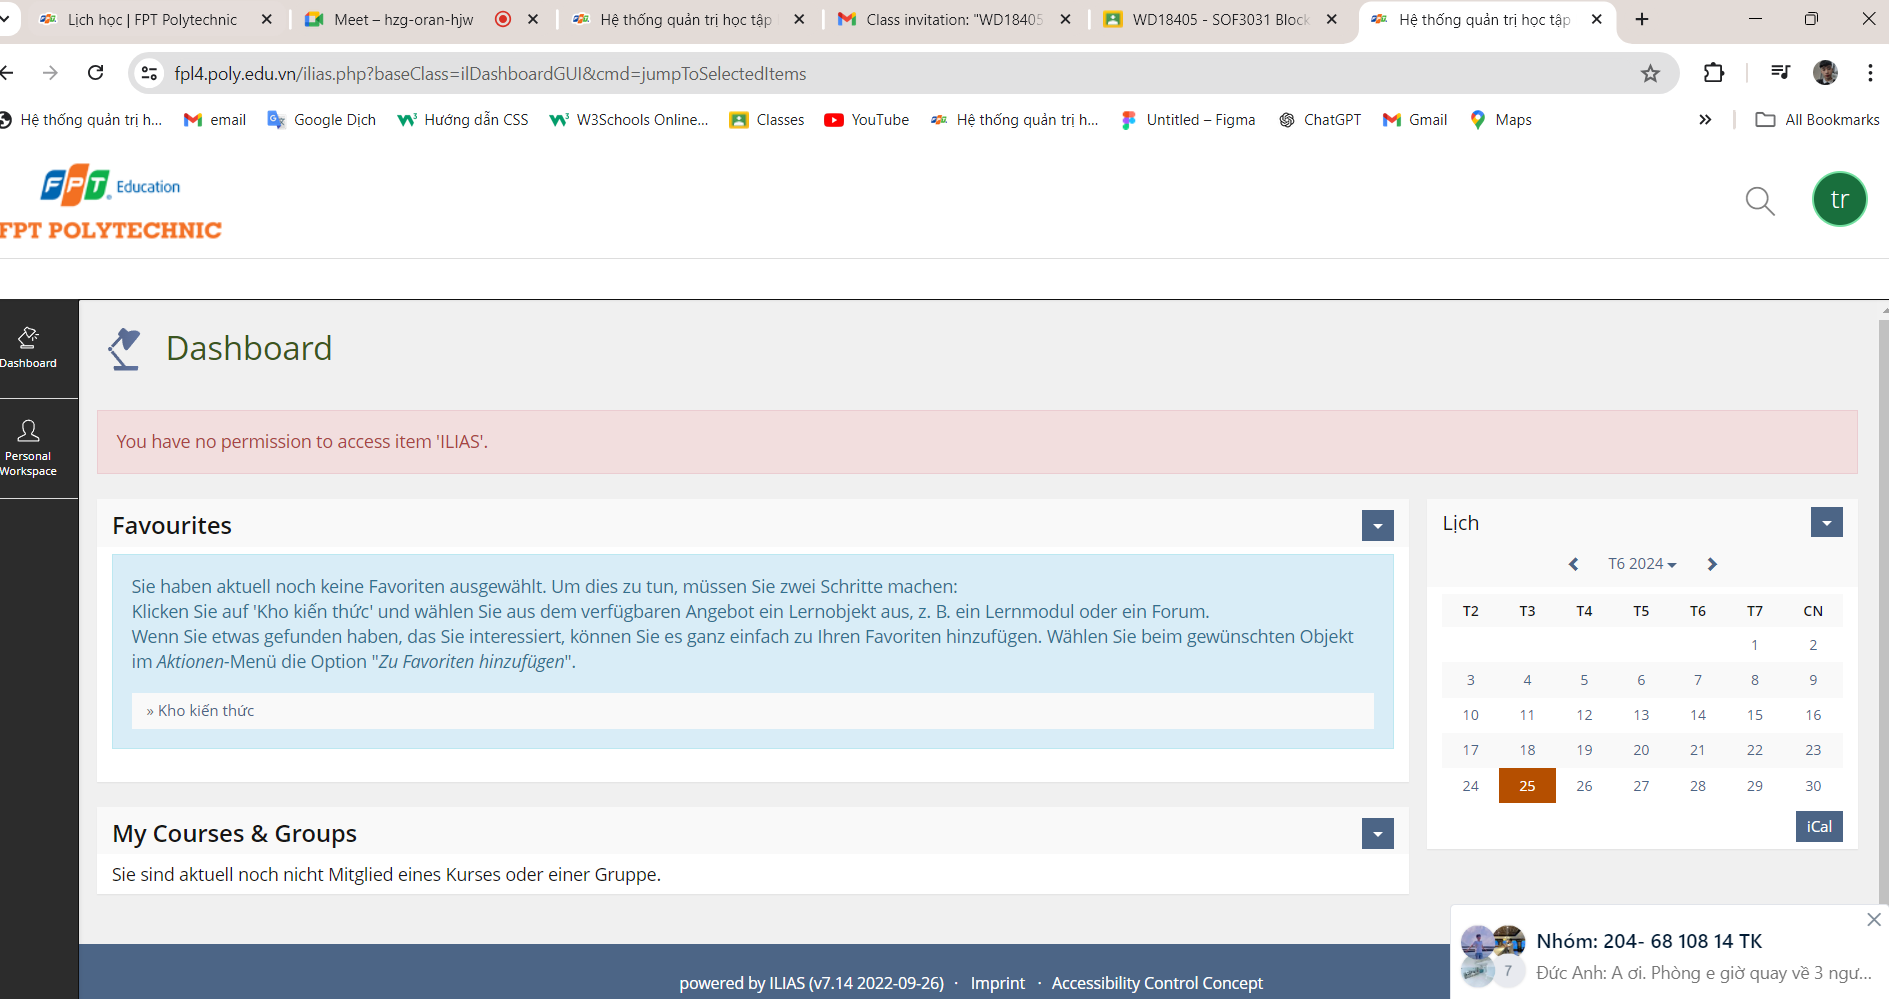 Lịch học | FPT Polytechnic
Meet – hzg-oran-hjw
Hệ thống quản trị học tập
Class invitation: "WD18405
WD18405 - SOF3031 Block
Hệ thống quản trị học tập
fpl4.poly.edu.vn/ilias.php?baseClass=ilDashboardGUI&cmd=jumpToSelectedItems
Hệ thống quản trị h...
email
Google Dịch
Hướng dẫn CSS
W3Schools Online...
Classes
YouTube
Hệ thống quản trị h...
Untitled – Figma
ChatGPT
Gmail
Maps
»
All Bookmarks
FPT Education
FPT POLYTECHNIC
tr
Dashboard
Personal
Workspace
Dashboard
You have no permission to access item 'ILIAS'.
Favourites
Sie haben aktuell noch keine Favoriten ausgewählt. Um dies zu tun, müssen Sie zwei Schritte machen:
Klicken Sie auf 'Kho kiến thức' und wählen Sie aus dem verfügbaren Angebot ein Lernobjekt aus, z. B. ein Lernmodul oder ein Forum.
Wenn Sie etwas gefunden haben, das Sie interessiert, können Sie es ganz einfach zu Ihren Favoriten hinzufügen. Wählen Sie beim gewünschten Objekt
im Aktionen-Menü die Option "Zu Favoriten hinzufügen".
» Kho kiến thức
My Courses & Groups
Sie sind aktuell noch nicht Mitglied eines Kurses oder einer Gruppe.
Lịch
T6 2024
T2 T3 T4 T5 T6 T7 CN
1 2
3 4 5 6 7 8 9
10 11 12 13 14 15 16
17 18 19 20 21 22 23
24 25 26 27 28 29 30
iCal
powered by ILIAS (v7.14 2022-09-26) · Imprint · Accessibility Control Concept
Nhóm: 204- 68 108 14 TK
7
Đức Anh: A ơi. Phòng e giờ quay về 3 ngư...